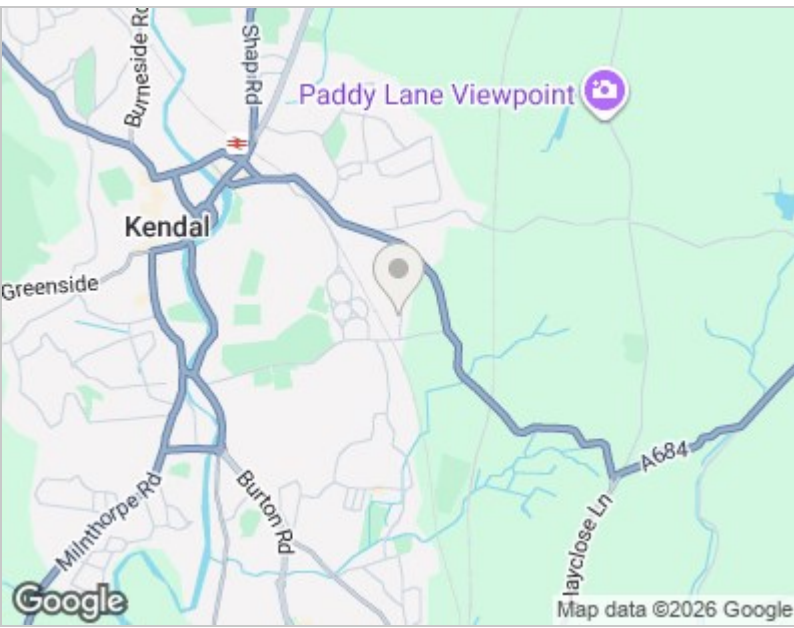 Burneside Rd
Shap Rd
Paddy Lane Viewpoint
Kendal
Greenside
A684
Milnthorpe Rd
Burton Rd
Hayclose Ln
Google
Map data ©2026 Google